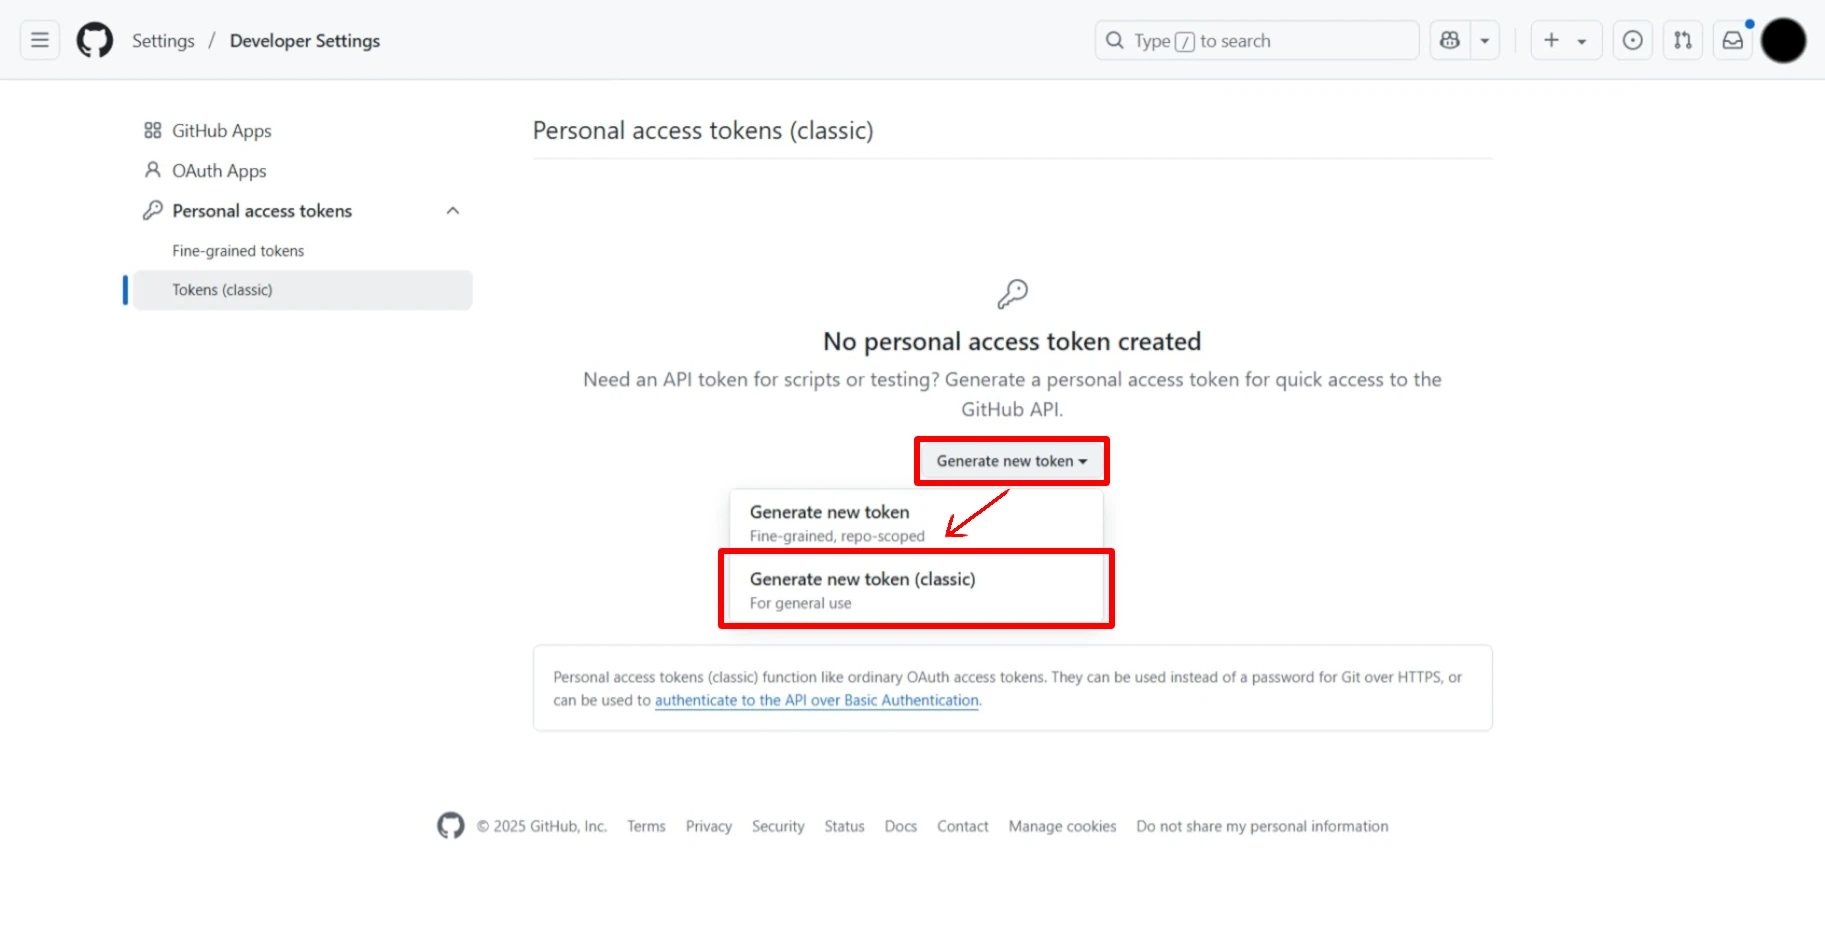 Settings / Developer Settings
Type / to search
GitHub Apps
OAuth Apps
Personal access tokens
Fine-grained tokens
Tokens (classic)
Personal access tokens (classic)
No personal access token created
Need an API token for scripts or testing? Generate a personal access token for quick access to the
GitHub API.
Generate new token
Generate new token
Fine-grained, repo-scoped
Generate new token (classic)
For general use
Personal access tokens (classic) function like ordinary OAuth access tokens. They can be used instead of a password for Git over HTTPS, or
can be used to authenticate to the API over Basic Authentication.
© 2025 GitHub, Inc. Terms Privacy Security Status Docs Contact Manage cookies Do not share my personal information